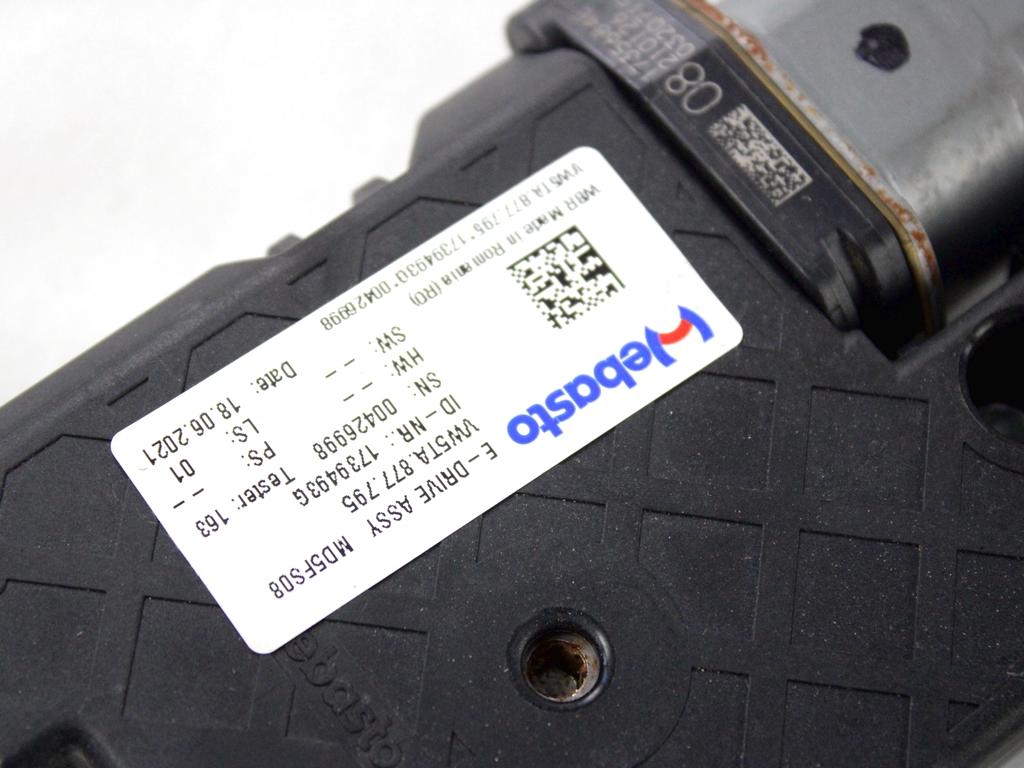 Webasto
E-DRIVE ASSY MD5FS08
VW5TA.877.795
ID-NR.: 1739493G
SN: 00426998 Tester: 163
HW: -- PS: 01
SW: -- LS: --
Date: 18.06.2021
WBR Made in Romania (RO)
VW5TA.877.795*1739493G*00426998
08
ebasto